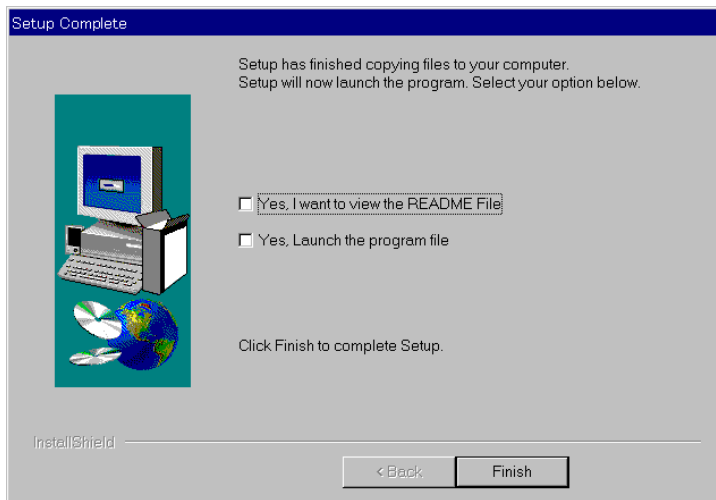 Setup Complete
Setup has finished copying files to your computer.
Setup will now launch the program. Select your option below.
Yes, I want to view the README File
Yes, Launch the program file
Click Finish to complete Setup.
InstallShield
< Back
Finish